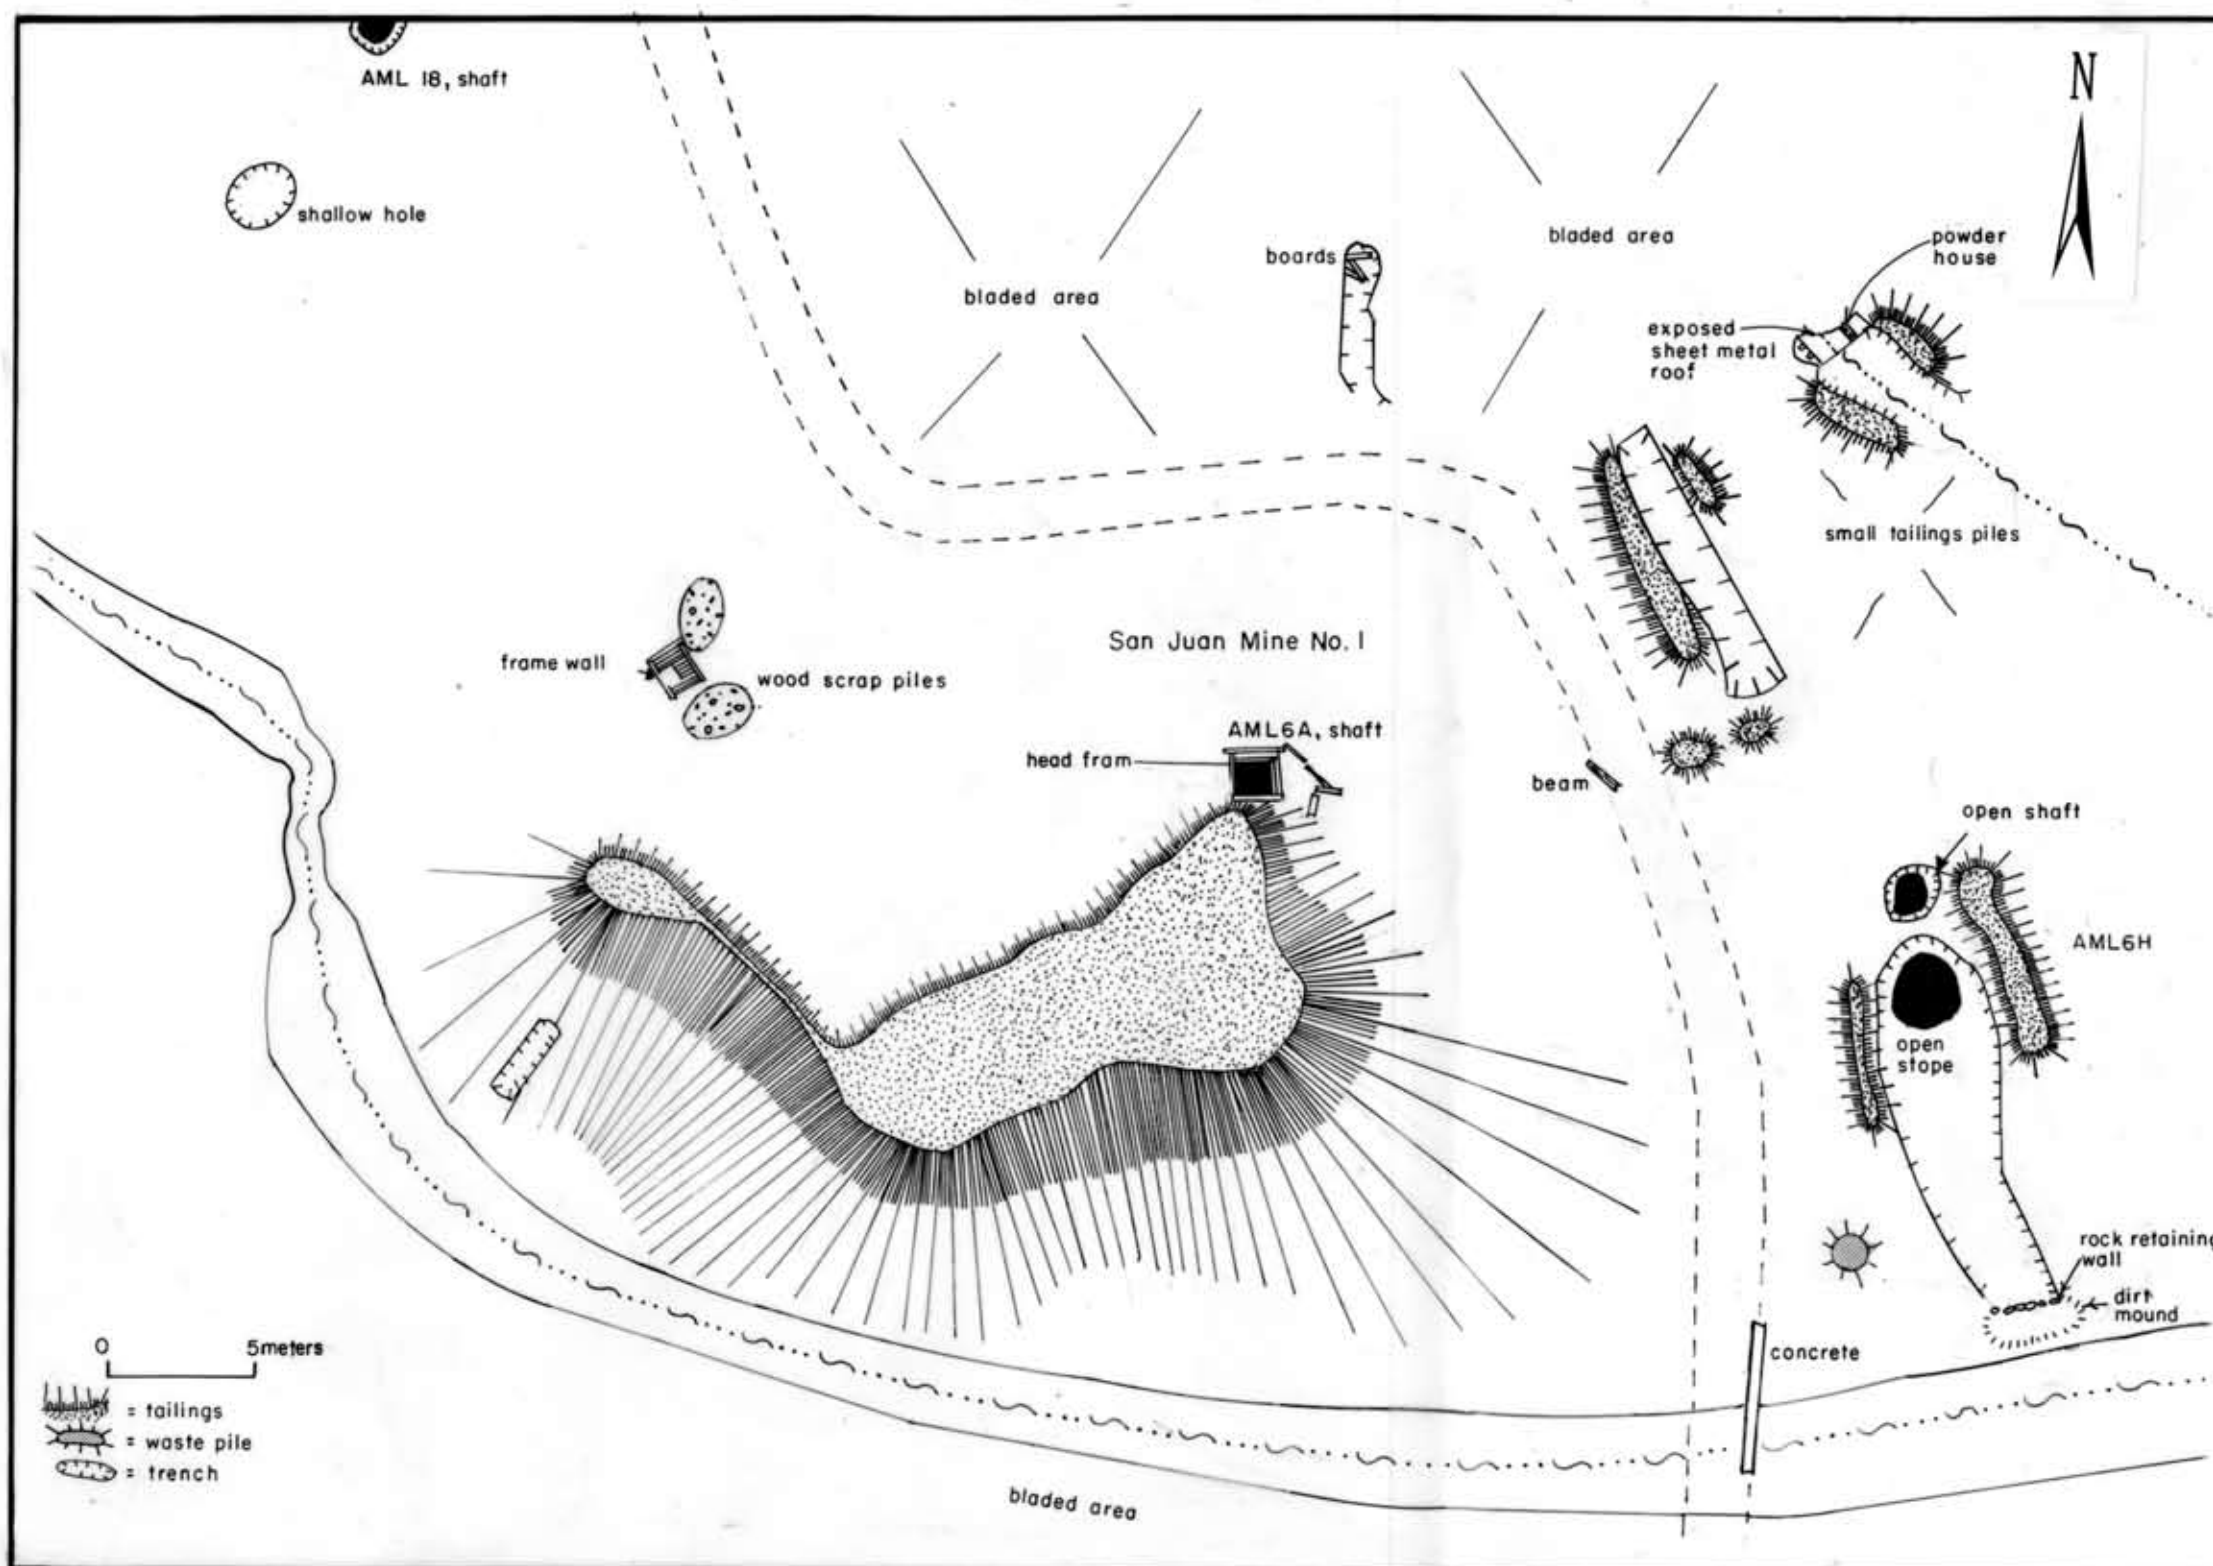 AML 18, shaft
N
shallow hole
bladed area
boards
bladed area
powder
house
exposed
sheet metal
roof
small tailings piles
San Juan Mine No. 1
frame wall
wood scrap piles
AML6A, shaft
head fram
beam
open shaft
AML6H
open
stope
rock retaining
wall
dirt
mound
concrete
0 5meters
= tailings
= waste pile
= trench
bladed area